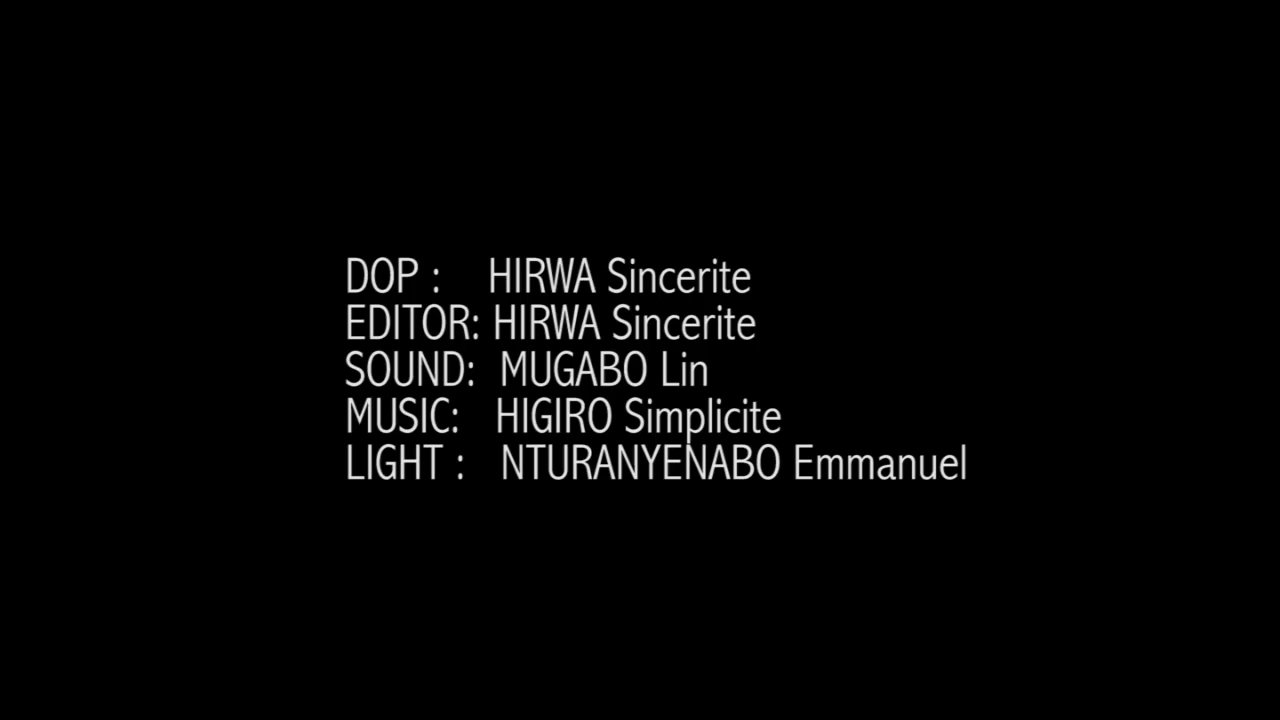 DOP : HIRWA Sincerite
EDITOR: HIRWA Sincerite
SOUND: MUGABO Lin
MUSIC: HIGIRO Simplicite
LIGHT : NTURANYENABO Emmanuel